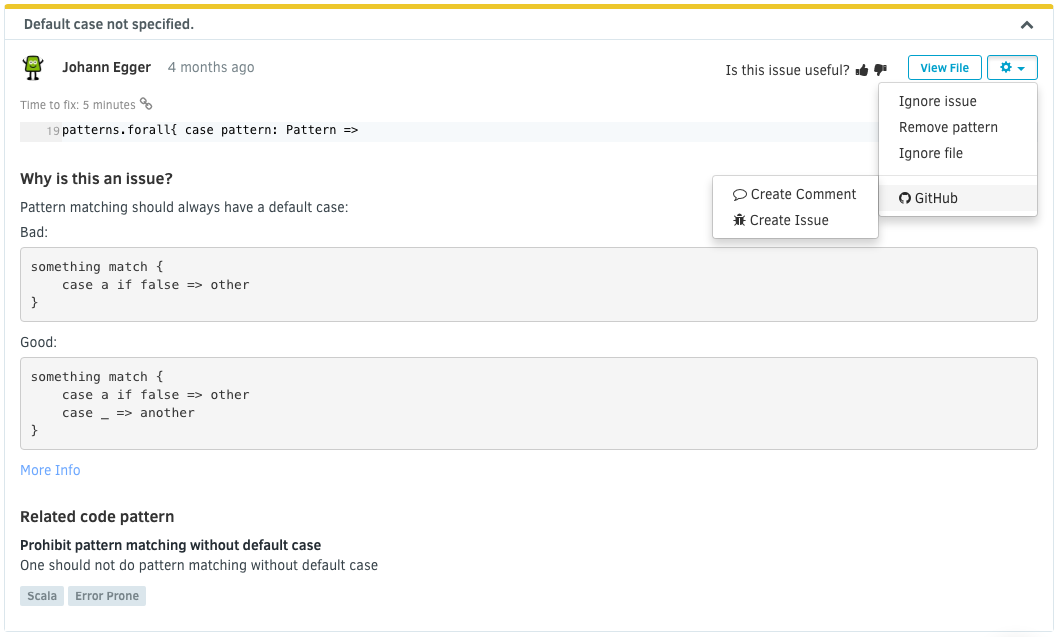 Default case not specified.
Johann Egger 4 months ago Is this issue useful? View File
Time to fix: 5 minutes
Ignore issue
Remove pattern
Ignore file
GitHub
Create Comment
Create Issue
19 patterns.forall{ case pattern: Pattern =>
Why is this an issue?
Pattern matching should always have a default case:
Bad:
something match {
    case a if false => other
}
Good:
something match {
    case a if false => other
    case _ => another
}
More Info
Related code pattern
Prohibit pattern matching without default case
One should not do pattern matching without default case
Scala Error Prone